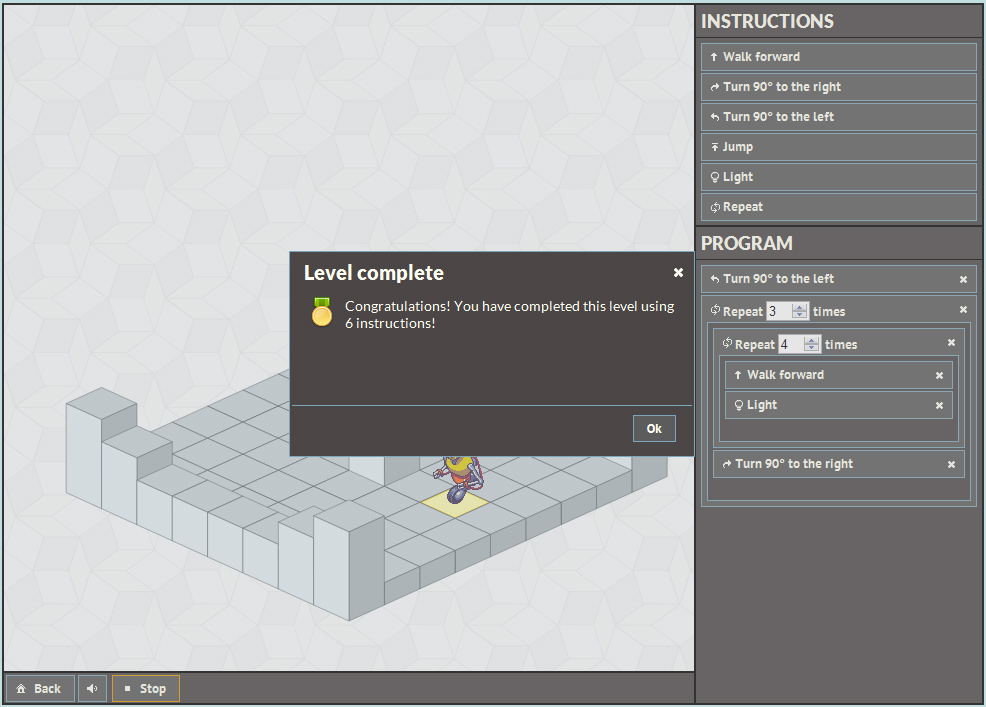 INSTRUCTIONS
Walk forward
Turn 90° to the right
Turn 90° to the left
Jump
Light
Repeat
PROGRAM
Turn 90° to the left
Repeat 3 times
Repeat 4 times
Walk forward
Light
Turn 90° to the right
Level complete
Congratulations! You have completed this level using
6 instructions!
Ok
Back
Stop